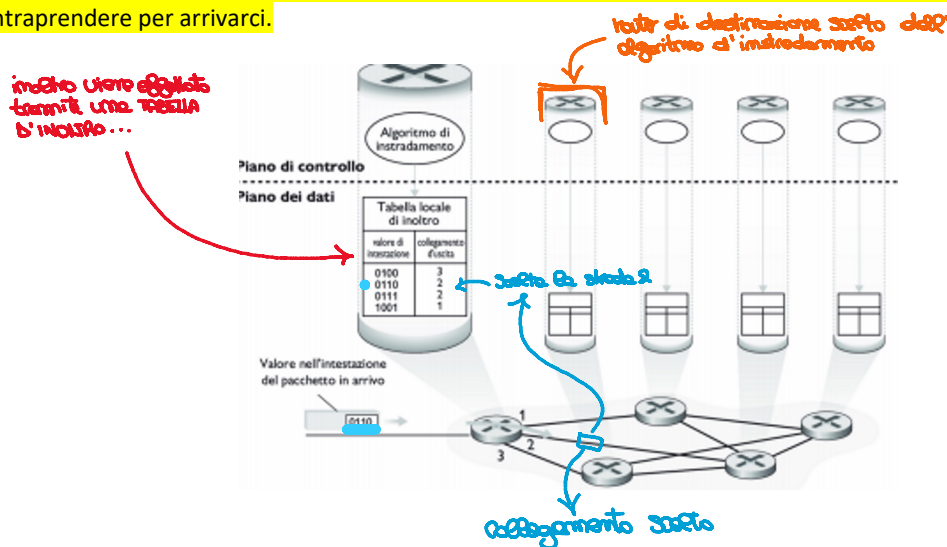 ntraprendere per arrivarci.
router di destinazione scelto dall'
algoritmo d'instradamento
inoltro viene
tramite una TABELLA
D'INOLTRO...
Algoritmo di
instradamento
Piano di controllo
Piano dei dati
Tabella locale
di inoltro
valore di
intestazione
collegamento
d'uscita
0100 3
0110 2
0111 2
1001 1
scelta la strada 2
Valore nell'intestazione
del pacchetto in arrivo
0110
1
2
3
collegamento scelto